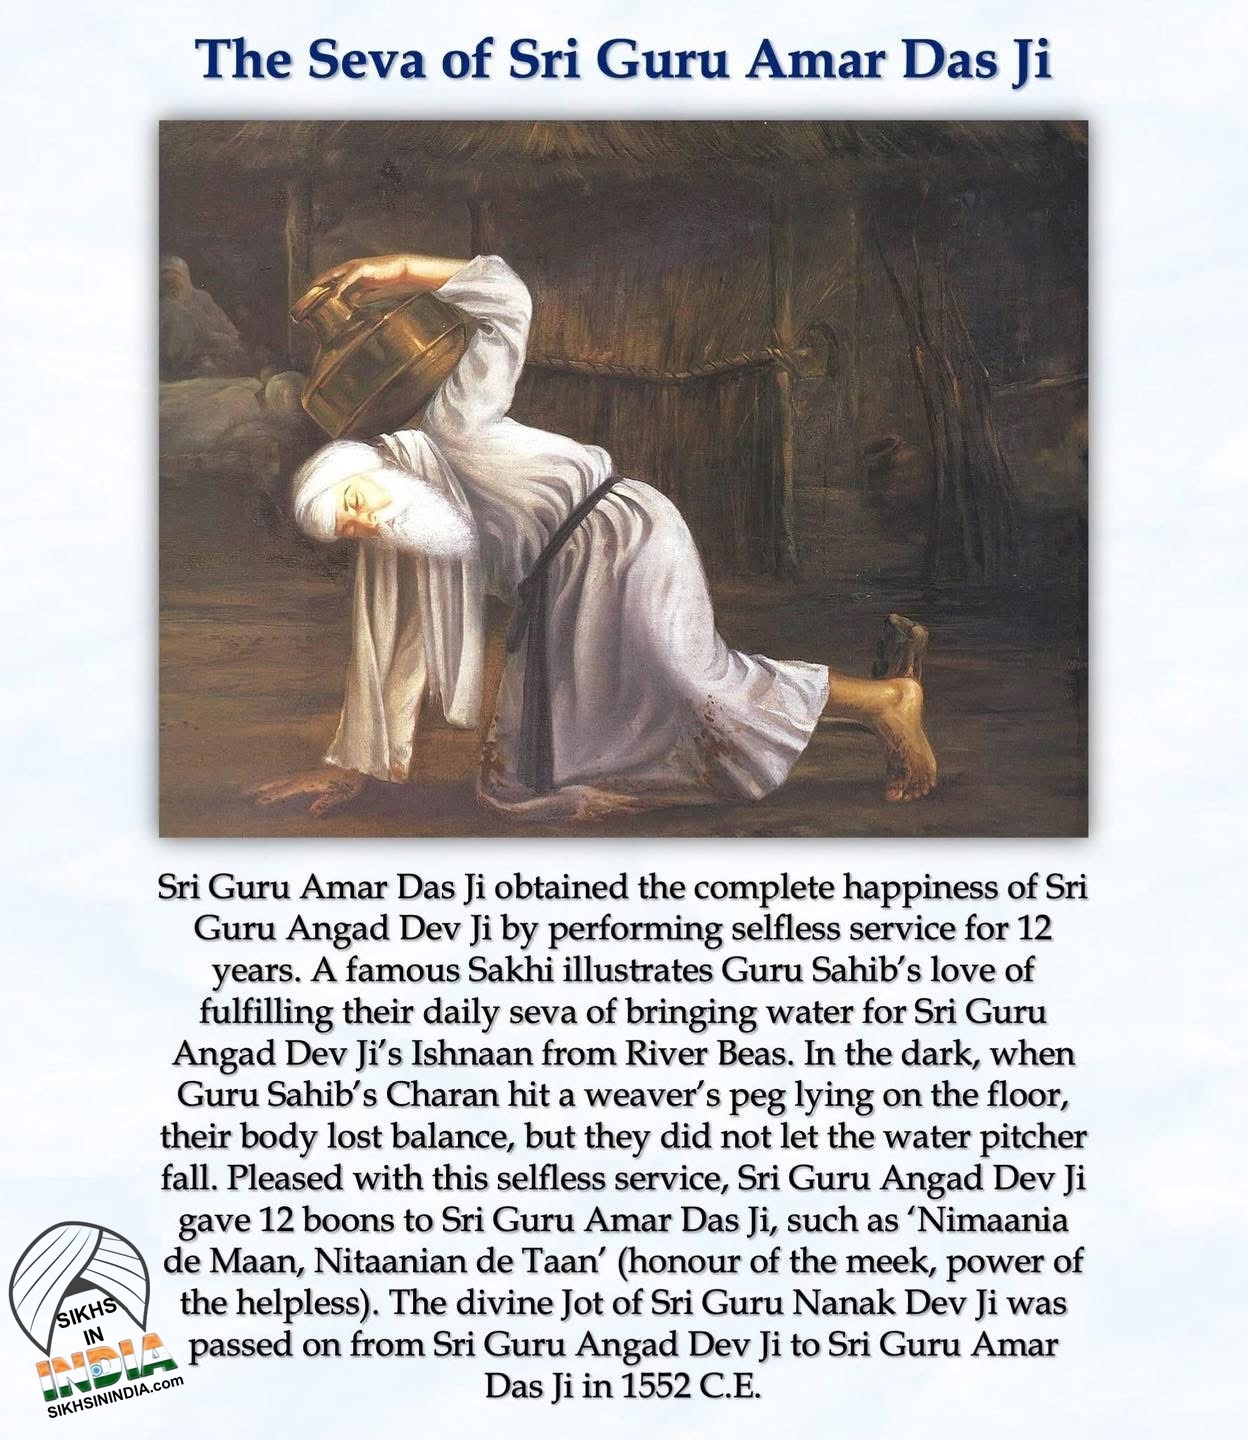 The Seva of Sri Guru Amar Das Ji
Sri Guru Amar Das Ji obtained the complete happiness of Sri
Guru Angad Dev Ji by performing selfless service for 12
years. A famous Sakhi illustrates Guru Sahib’s love of
fulfilling their daily seva of bringing water for Sri Guru
Angad Dev Ji’s Ishnaan from River Beas. In the dark, when
Guru Sahib’s Charan hit a weaver’s peg lying on the floor,
their body lost balance, but they did not let the water pitcher
fall. Pleased with this selfless service, Sri Guru Angad Dev Ji
gave 12 boons to Sri Guru Amar Das Ji, such as ‘Nimaania
de Maan, Nitaanian de Taan’ (honour of the meek, power of
the helpless). The divine Jot of Sri Guru Nanak Dev Ji was
passed on from Sri Guru Angad Dev Ji to Sri Guru Amar
Das Ji in 1552 C.E.
SIKHS
IN
INDIA
SIKHSININDIA.com